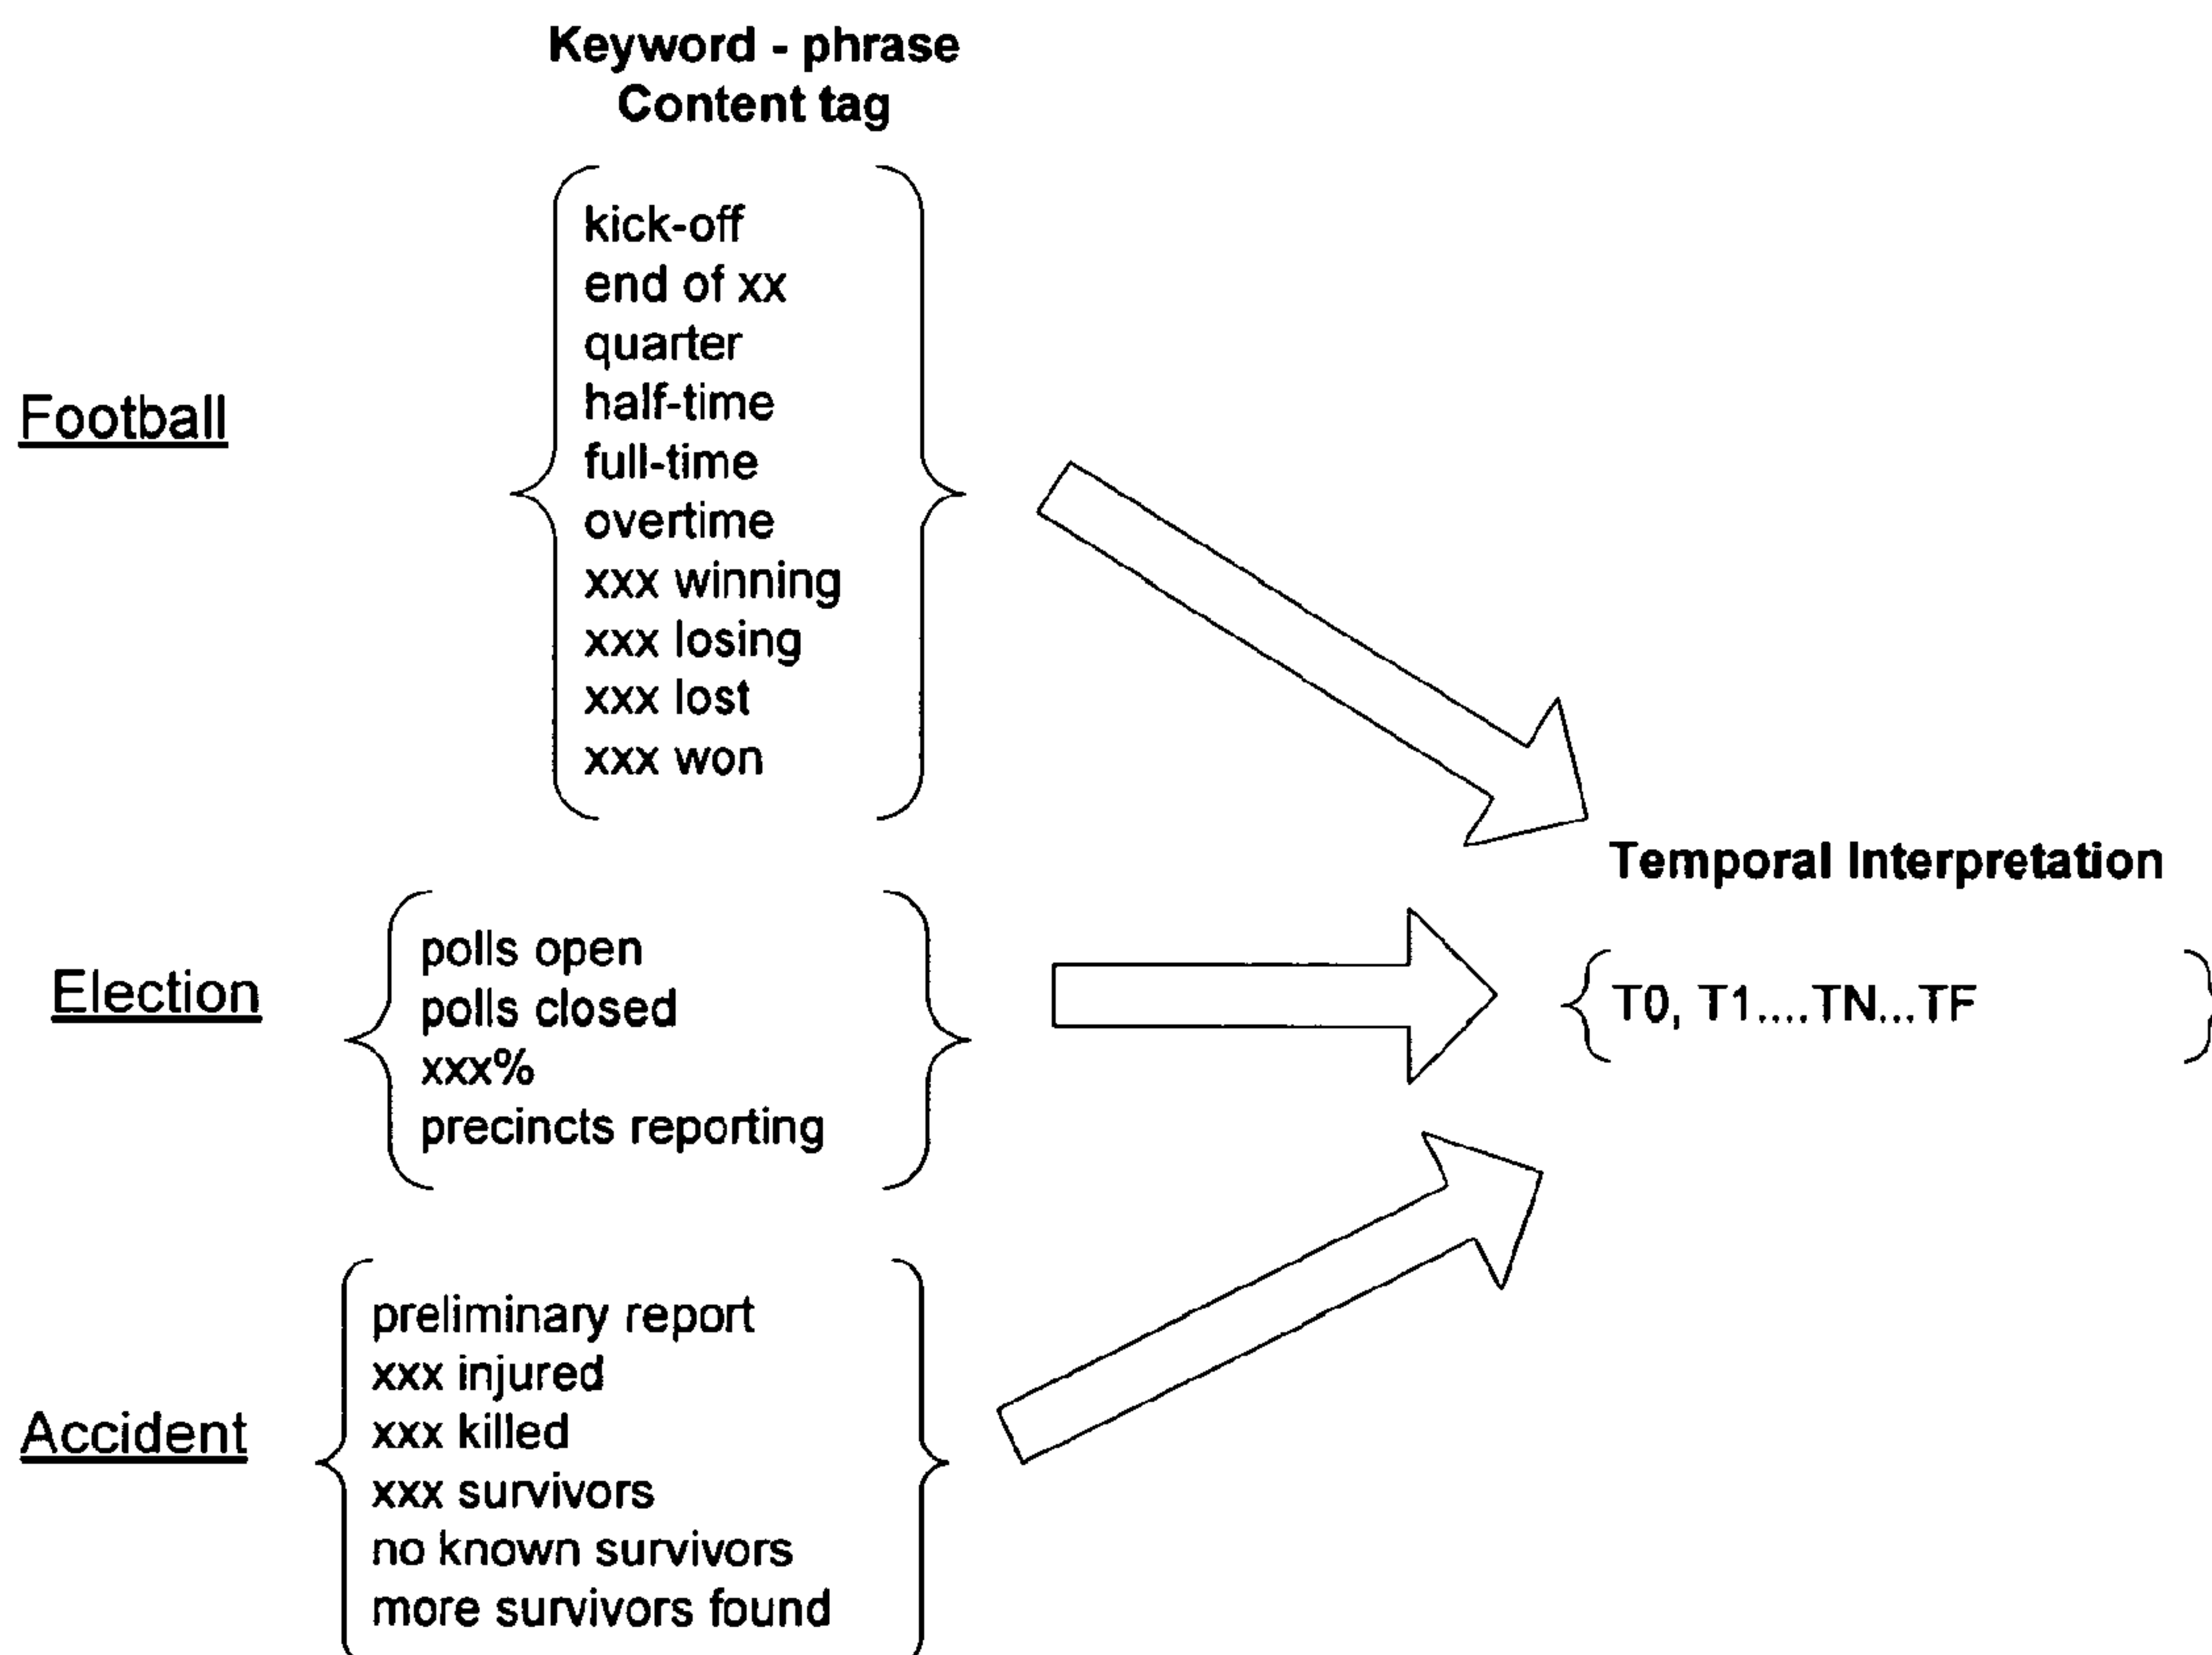 Keyword - phrase
Content tag
Football
kick-off
end of xx
quarter
half-time
full-time
overtime
xxx winning
xxx losing
xxx lost
xxx won
Election
polls open
polls closed
xxx%
precincts reporting
Accident
preliminary report
xxx injured
xxx killed
xxx survivors
no known survivors
more survivors found
Temporal Interpretation
T0, T1....TN...TF